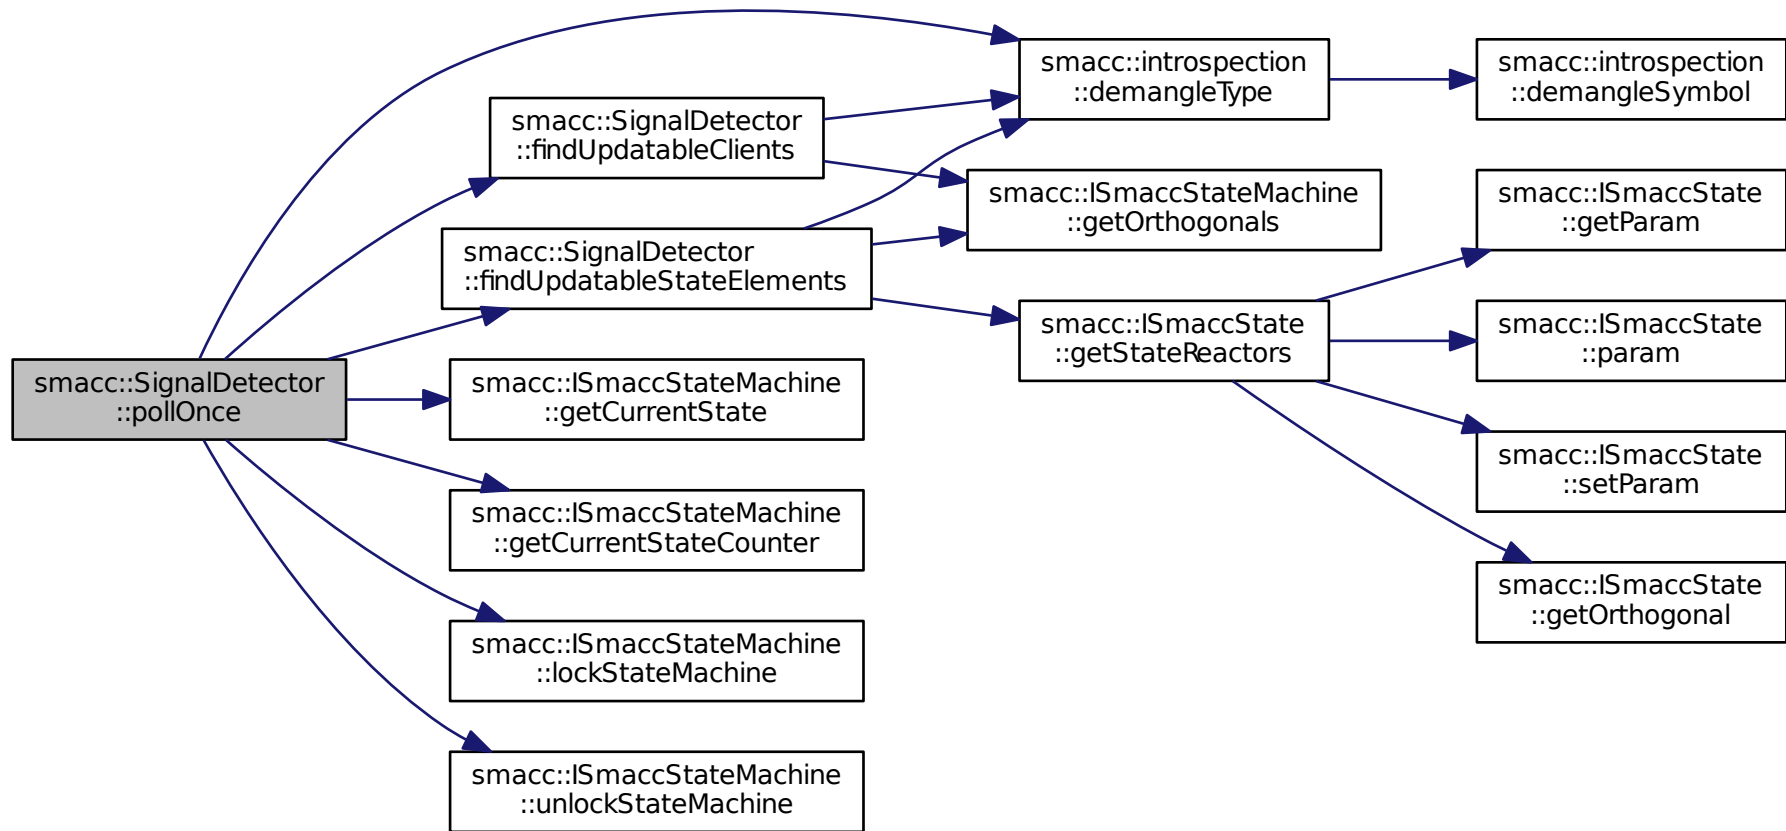 smacc::introspection
::demangleType
smacc::introspection
::demangleSymbol
smacc::SignalDetector
::findUpdatableClients
smacc::ISmaccStateMachine
::getOrthogonals
smacc::ISmaccState
::getParam
smacc::SignalDetector
::findUpdatableStateElements
smacc::ISmaccState
::getStateReactors
smacc::ISmaccState
::param
smacc::SignalDetector
::pollOnce
smacc::ISmaccStateMachine
::getCurrentState
smacc::ISmaccState
::setParam
smacc::ISmaccStateMachine
::getCurrentStateCounter
smacc::ISmaccState
::getOrthogonal
smacc::ISmaccStateMachine
::lockStateMachine
smacc::ISmaccStateMachine
::unlockStateMachine